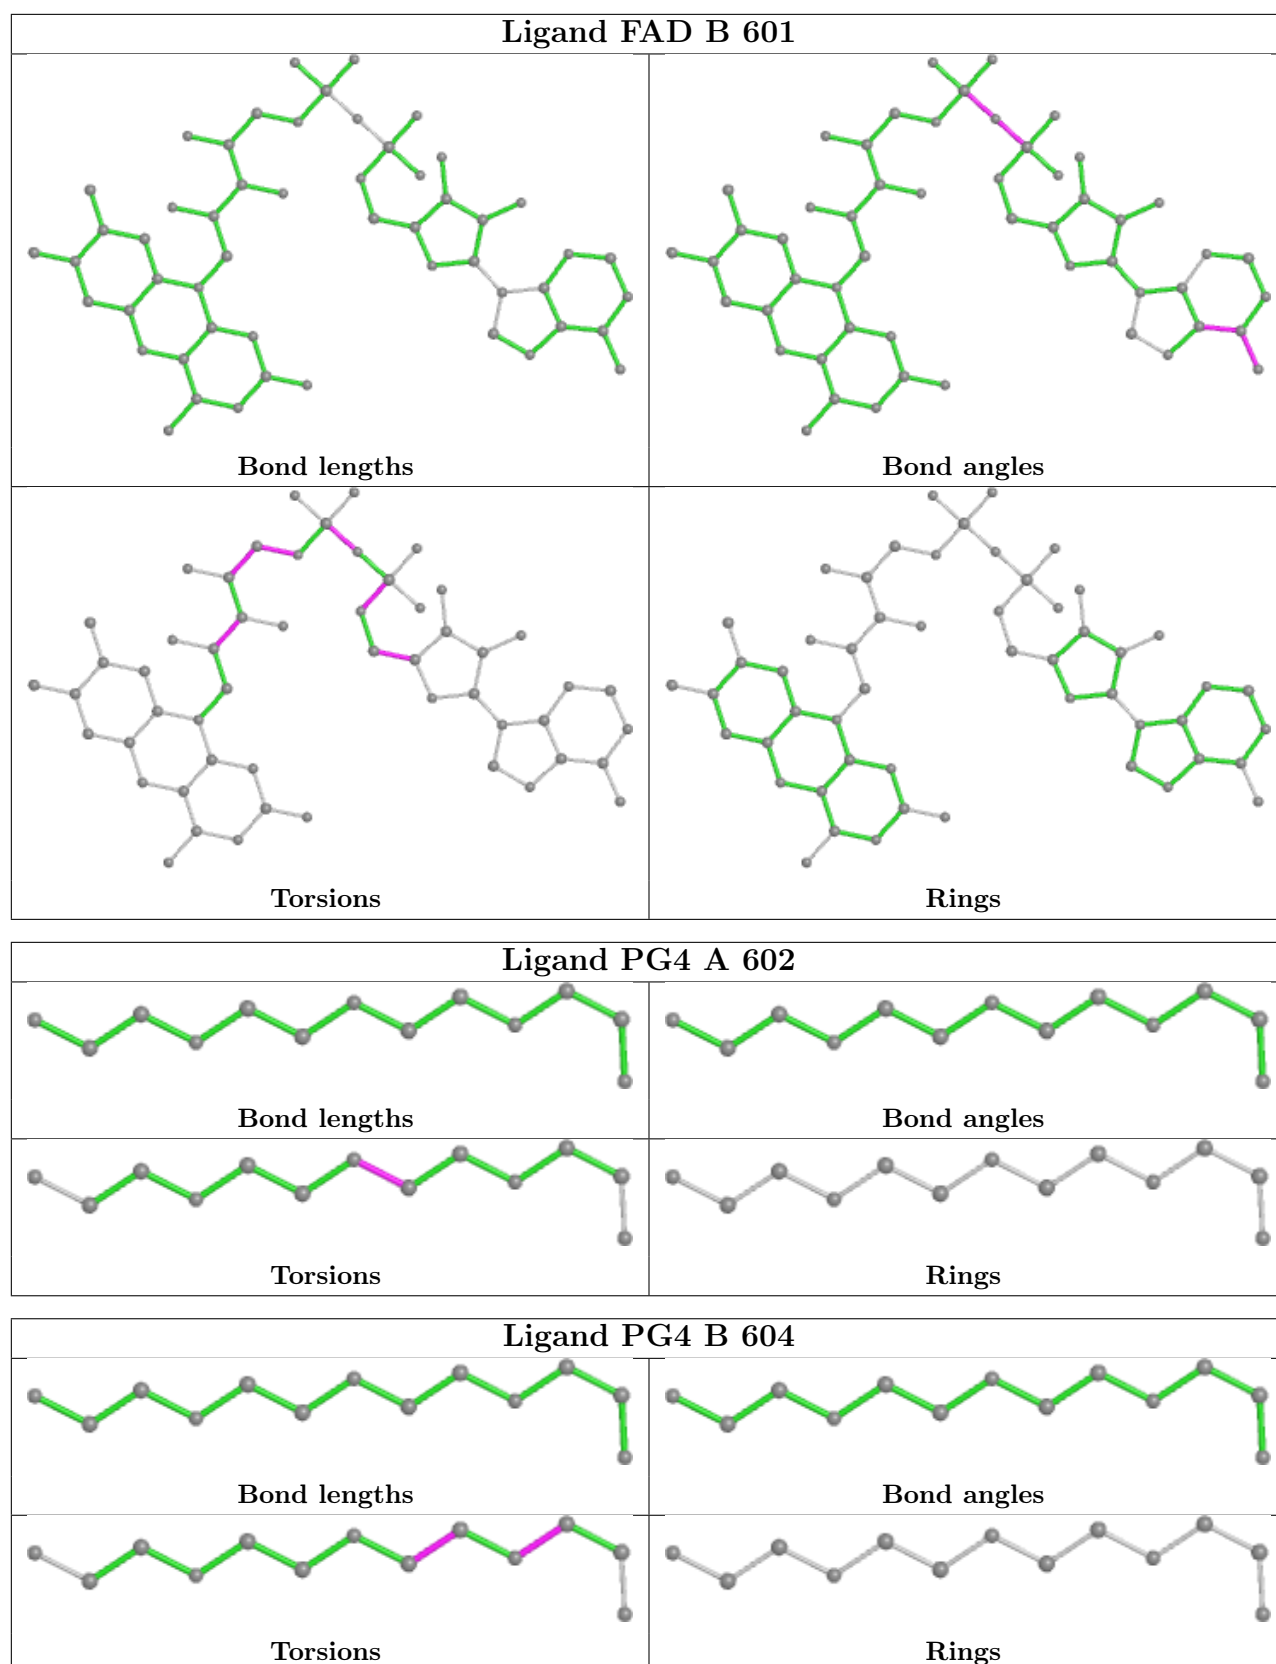 Ligand FAD B 601
Bond lengths
Bond angles
Torsions
Rings
Ligand PG4 A 602
Bond lengths
Bond angles
Torsions
Rings
Ligand PG4 B 604
Bond lengths
Bond angles
Torsions
Rings